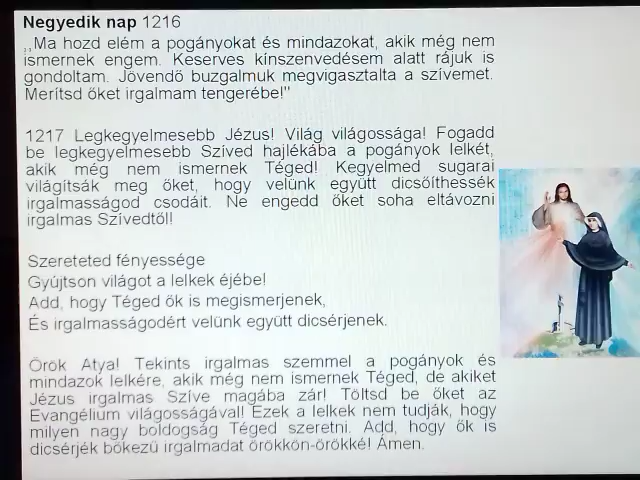 Negyedik nap 1216
„Ma hozd elém a pogányokat és mindazokat, akik még nem
ismernek engem. Keserves kínszenvedésem alatt rájuk is
gondoltam. Jövendő buzgalmuk megvigasztalta a szívemet.
Merítsd őket irgalmam tengerébe!"
1217 Legkegyelmesebb Jézus! Világ világossága! Fogadd
be legkegyelmesebb Szíved hajlékába a pogányok lelkét,
akik még nem ismernek Téged! Kegyelmed sugarai
világítsák meg őket, hogy velünk együtt dicsőíthessék
irgalmasságod csodáit. Ne engedd őket soha eltávozni
irgalmas Szívedtől!
Szereteted fényessége
Gyújtson világot a lelkek éjébe!
Add, hogy Téged ők is megismerjenek,
És irgalmasságodért velünk együtt dicsérjenek.
Örök Atya! Tekints irgalmas szemmel a pogányok és
mindazok lelkére, akik még nem ismernek Téged, de akiket
Jézus irgalmas Szíve magába zár! Töltsd be őket az
Evangélium világosságával! Ezek a lelkek nem tudják, hogy
milyen nagy boldogság Téged szeretni. Add, hogy ők is
dicsérjék bőkezű irgalmadat örökkön-örökké! Ámen.